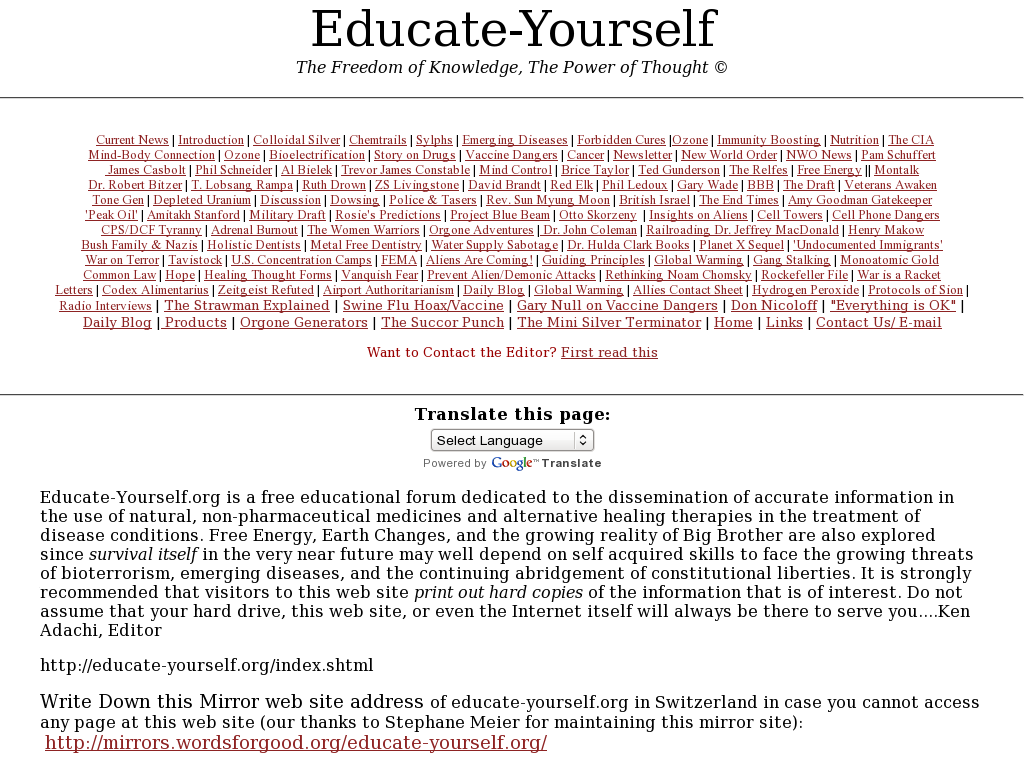 Educate-Yourself
The Freedom of Knowledge, The Power of Thought ©
Current News | Introduction | Colloidal Silver | Chemtrails | Sylphs | Emerging Diseases | Forbidden Cures |Ozone | Immunity Boosting | Nutrition | The CIA
Mind-Body Connection | Ozone | Bioelectrification | Story on Drugs | Vaccine Dangers | Cancer | Newsletter | New World Order | NWO News | Pam Schuffert
James Casbolt | Phil Schneider | Al Bielek | Trevor James Constable | Mind Control | Brice Taylor | Ted Gunderson | The Relfes | Free Energy || Montalk
Dr. Robert Bitzer | T. Lobsang Rampa | Ruth Drown | ZS Livingstone | David Brandt | Red Elk | Phil Ledoux | Gary Wade | BBB | The Draft | Veterans Awaken
Tone Gen | Depleted Uranium | Discussion | Dowsing | Police & Tasers | Rev. Sun Myung Moon | British Israel | The End Times | Amy Goodman Gatekeeper
'Peak Oil' | Amitakh Stanford | Military Draft | Rosie's Predictions | Project Blue Beam | Otto Skorzeny | Insights on Aliens | Cell Towers | Cell Phone Dangers
CPS/DCF Tyranny | Adrenal Burnout | The Women Warriors | Orgone Adventures | Dr. John Coleman | Railroading Dr. Jeffrey MacDonald | Henry Makow
Bush Family & Nazis | Holistic Dentists | Metal Free Dentistry | Water Supply Sabotage | Dr. Hulda Clark Books | Planet X Sequel | 'Undocumented Immigrants'
War on Terror | Tavistock | U.S. Concentration Camps | FEMA | Aliens Are Coming! | Guiding Principles | Global Warming | Gang Stalking | Monoatomic Gold
Common Law | Hope | Healing Thought Forms | Vanquish Fear | Prevent Alien/Demonic Attacks | Rethinking Noam Chomsky | Rockefeller File | War is a Racket
Letters | Codex Alimentarius | Zeitgeist Refuted | Airport Authoritarianism | Daily Blog | Global Warming | Allies Contact Sheet | Hydrogen Peroxide | Protocols of Sion |
Radio Interviews | The Strawman Explained | Swine Flu Hoax/Vaccine | Gary Null on Vaccine Dangers | Don Nicoloff | "Everything is OK" |
Daily Blog | Products | Orgone Generators | The Succor Punch | The Mini Silver Terminator | Home | Links | Contact Us/ E-mail
Want to Contact the Editor? First read this
Translate this page:
Select Language
Powered by Google™ Translate
Educate-Yourself.org is a free educational forum dedicated to the dissemination of accurate information in
the use of natural, non-pharmaceutical medicines and alternative healing therapies in the treatment of
disease conditions. Free Energy, Earth Changes, and the growing reality of Big Brother are also explored
since survival itself in the very near future may well depend on self acquired skills to face the growing threats
of bioterrorism, emerging diseases, and the continuing abridgement of constitutional liberties. It is strongly
recommended that visitors to this web site print out hard copies of the information that is of interest. Do not
assume that your hard drive, this web site, or even the Internet itself will always be there to serve you....Ken
Adachi, Editor
http://educate-yourself.org/index.shtml
Write Down this Mirror web site address of educate-yourself.org in Switzerland in case you cannot access
any page at this web site (our thanks to Stephane Meier for maintaining this mirror site):
http://mirrors.wordsforgood.org/educate-yourself.org/